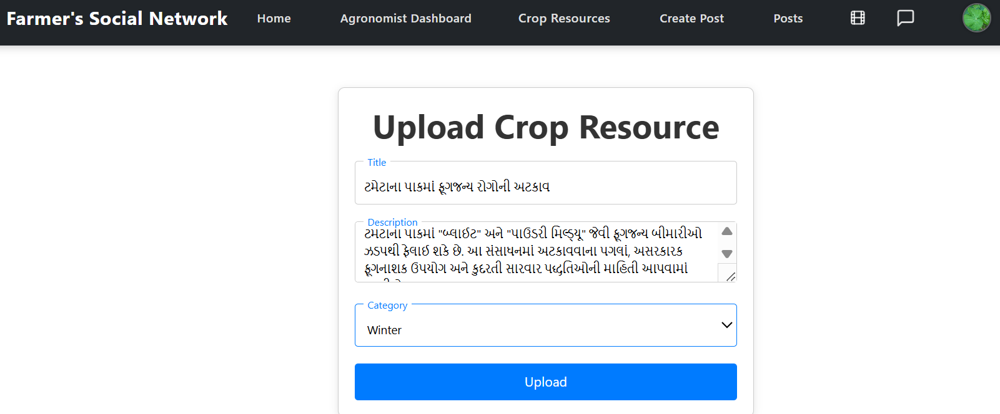 Farmer's Social Network Home Agronomist Dashboard Crop Resources Create Post Posts
Upload Crop Resource
Title
ટમેટાના પાકમાં ફૂગજન્ય રોગોની અટકાવ
Description
ટમેટાના પાકમાં "બ્લાઈટ" અને "પાઉડરી મિલ્ડ્યૂ" જેવી ફૂગજન્ય બીમારીઓ
ઝડપથી ફેલાઈ શકે છે. આ સંસાધનમાં અટકાવવાના પગલાં, અસરકારક
ફૂગનાશક ઉપયોગ અને કુદરતી સારવાર પદ્ધતિઓની માહિતી આપવામાં
Category
Winter
Upload